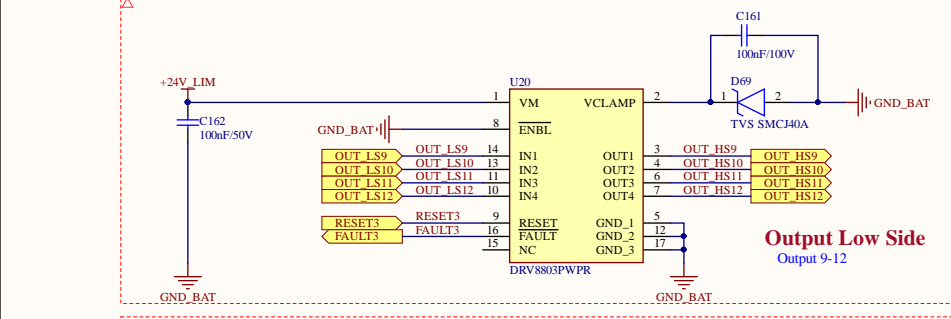 C161
100nF/100V
+24V_LIM
U20
D69
1 VM VCLAMP 2
1 2
GND_BAT
C162
100nF/50V
TVS SMCJ40A
GND_BAT
8 ENBL
OUT_LS9 OUT_LS9 14 IN1 OUT1 3 OUT_HS9 OUT_HS9
OUT_LS10 OUT_LS10 13 IN2 OUT2 4 OUT_HS10 OUT_HS10
OUT_LS11 OUT_LS11 11 IN3 OUT3 6 OUT_HS11 OUT_HS11
OUT_LS12 OUT_LS12 10 IN4 OUT4 7 OUT_HS12 OUT_HS12
RESET3 RESET3 9 RESET GND_1 5
FAULT3 FAULT3 16 FAULT GND_2 12
15 NC GND_3 17
DRV8803PWPR
Output Low Side
Output 9-12
GND_BAT
GND_BAT